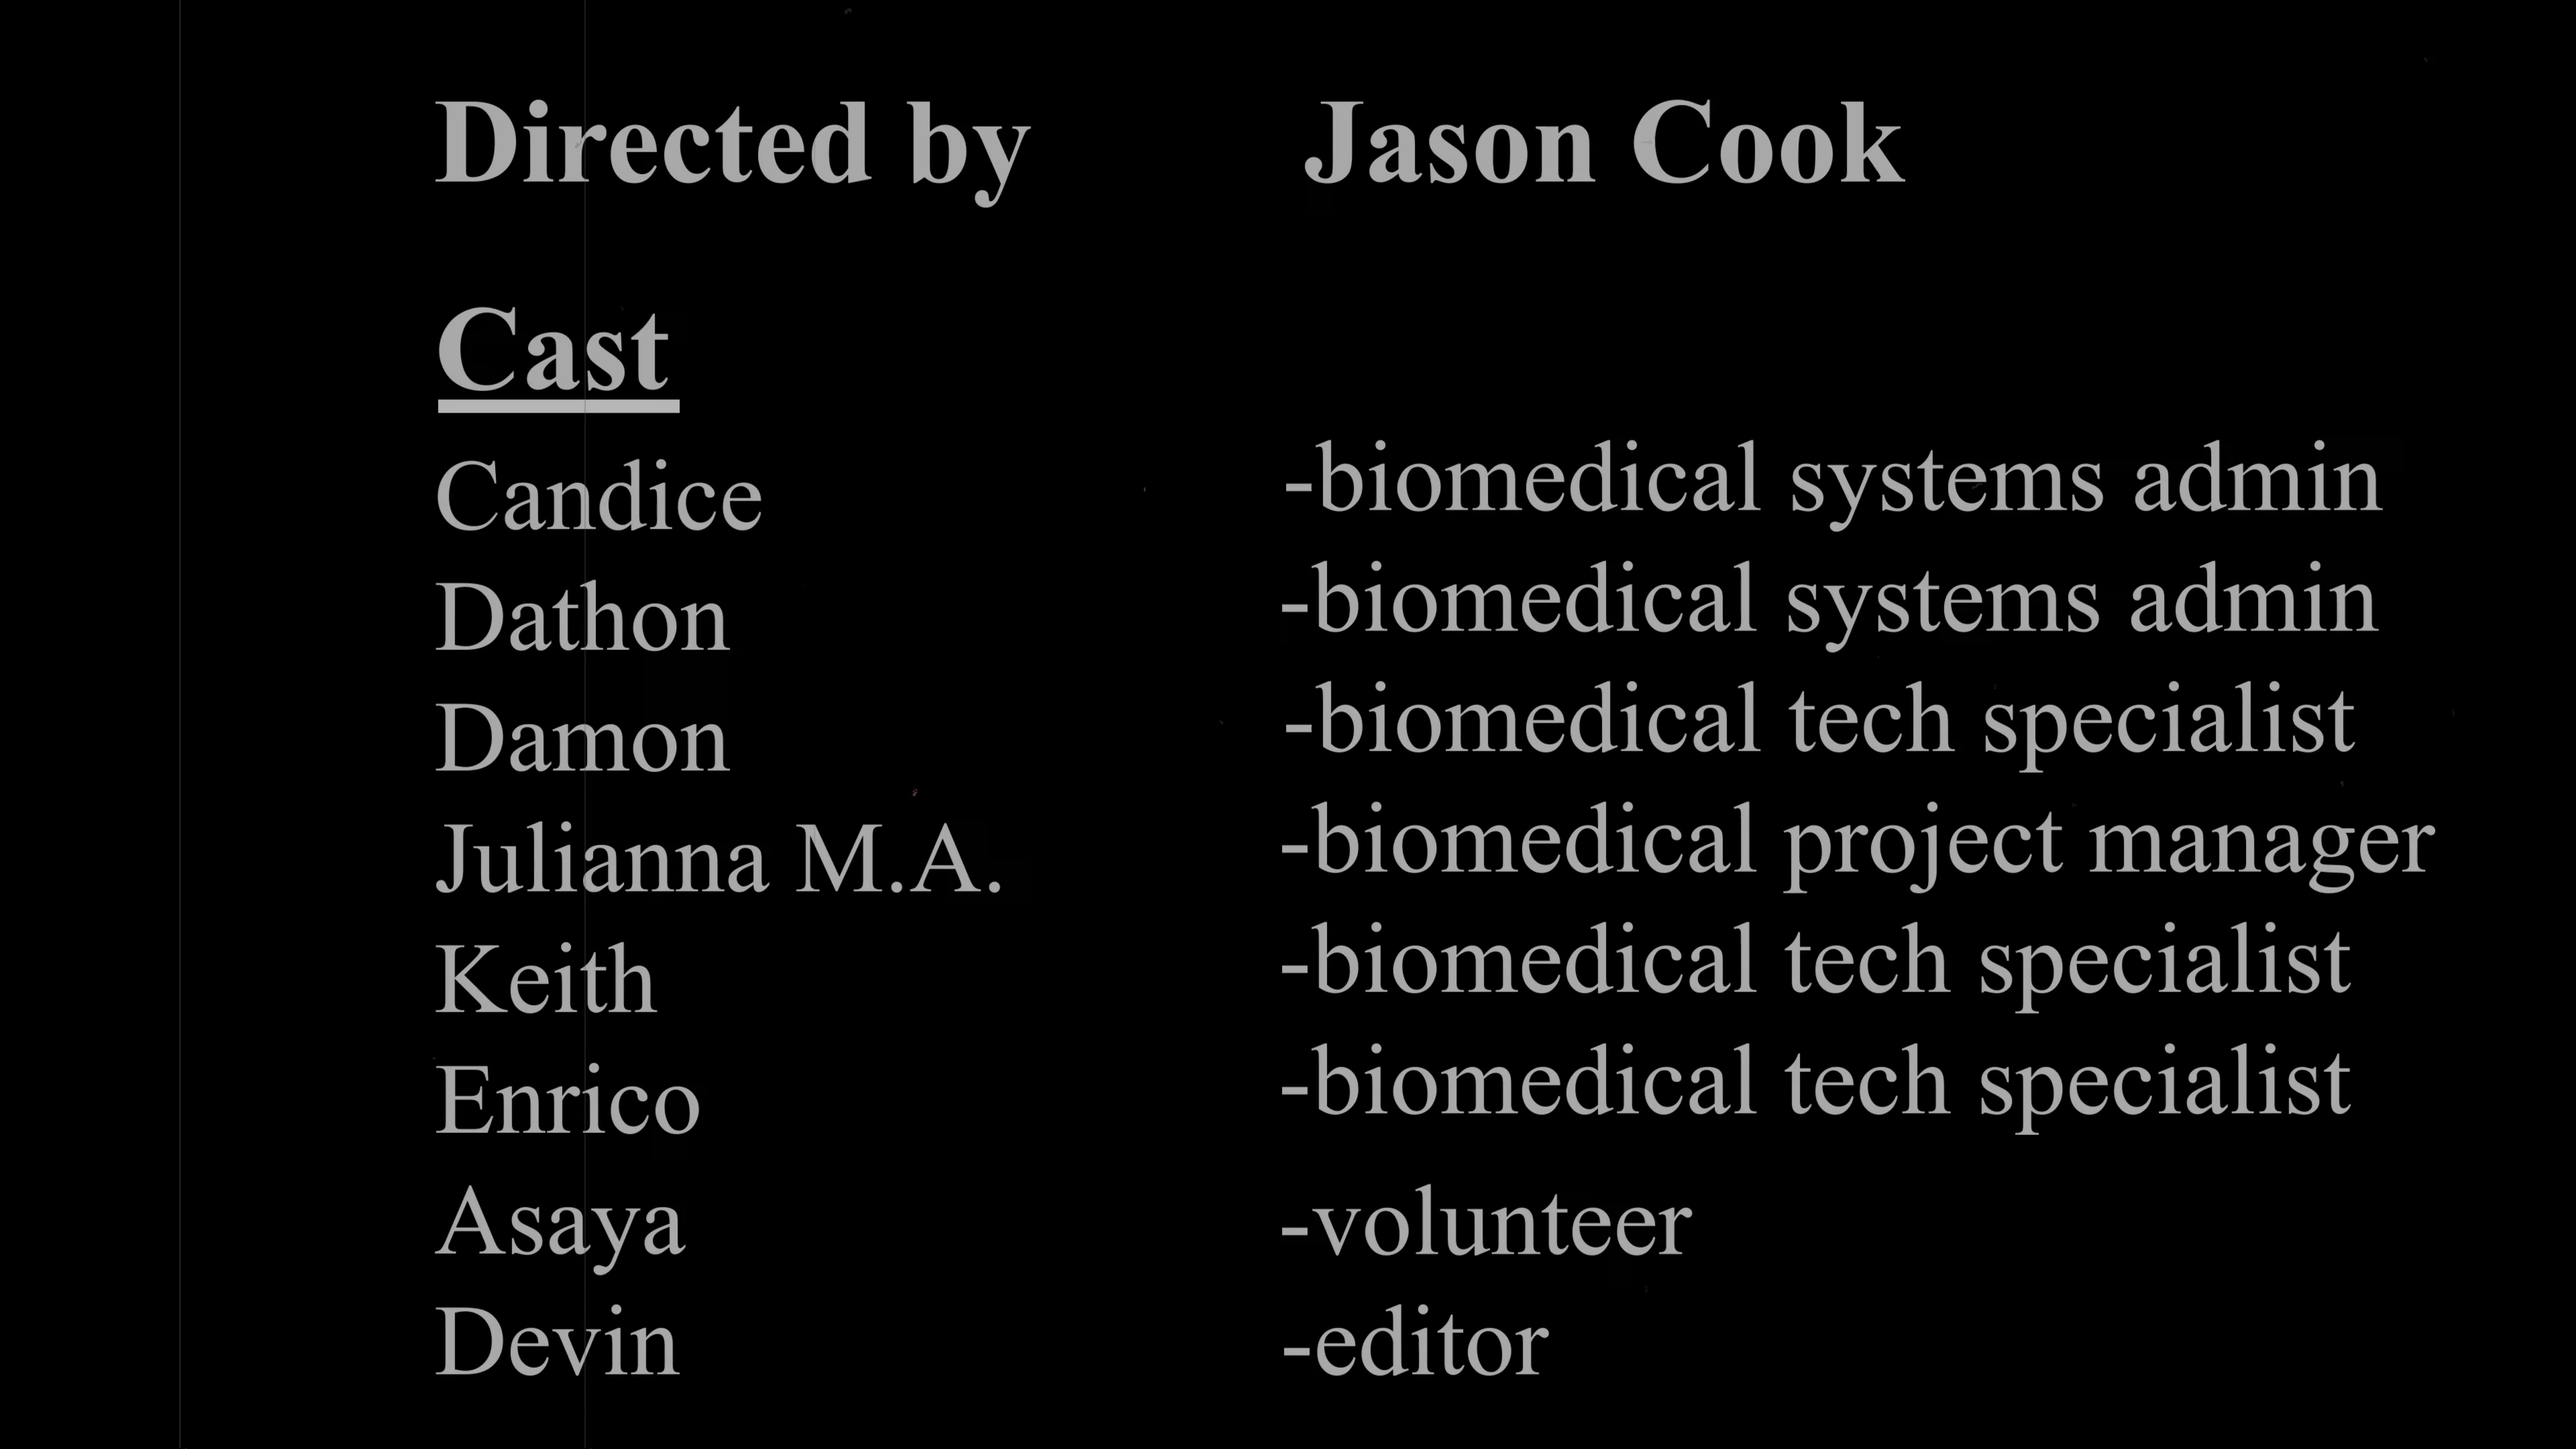 Directed by Jason Cook
Cast
Candice -biomedical systems admin
Dathon -biomedical systems admin
Damon -biomedical tech specialist
Julianna M.A. -biomedical project manager
Keith -biomedical tech specialist
Enrico -biomedical tech specialist
Asaya -volunteer
Devin -editor